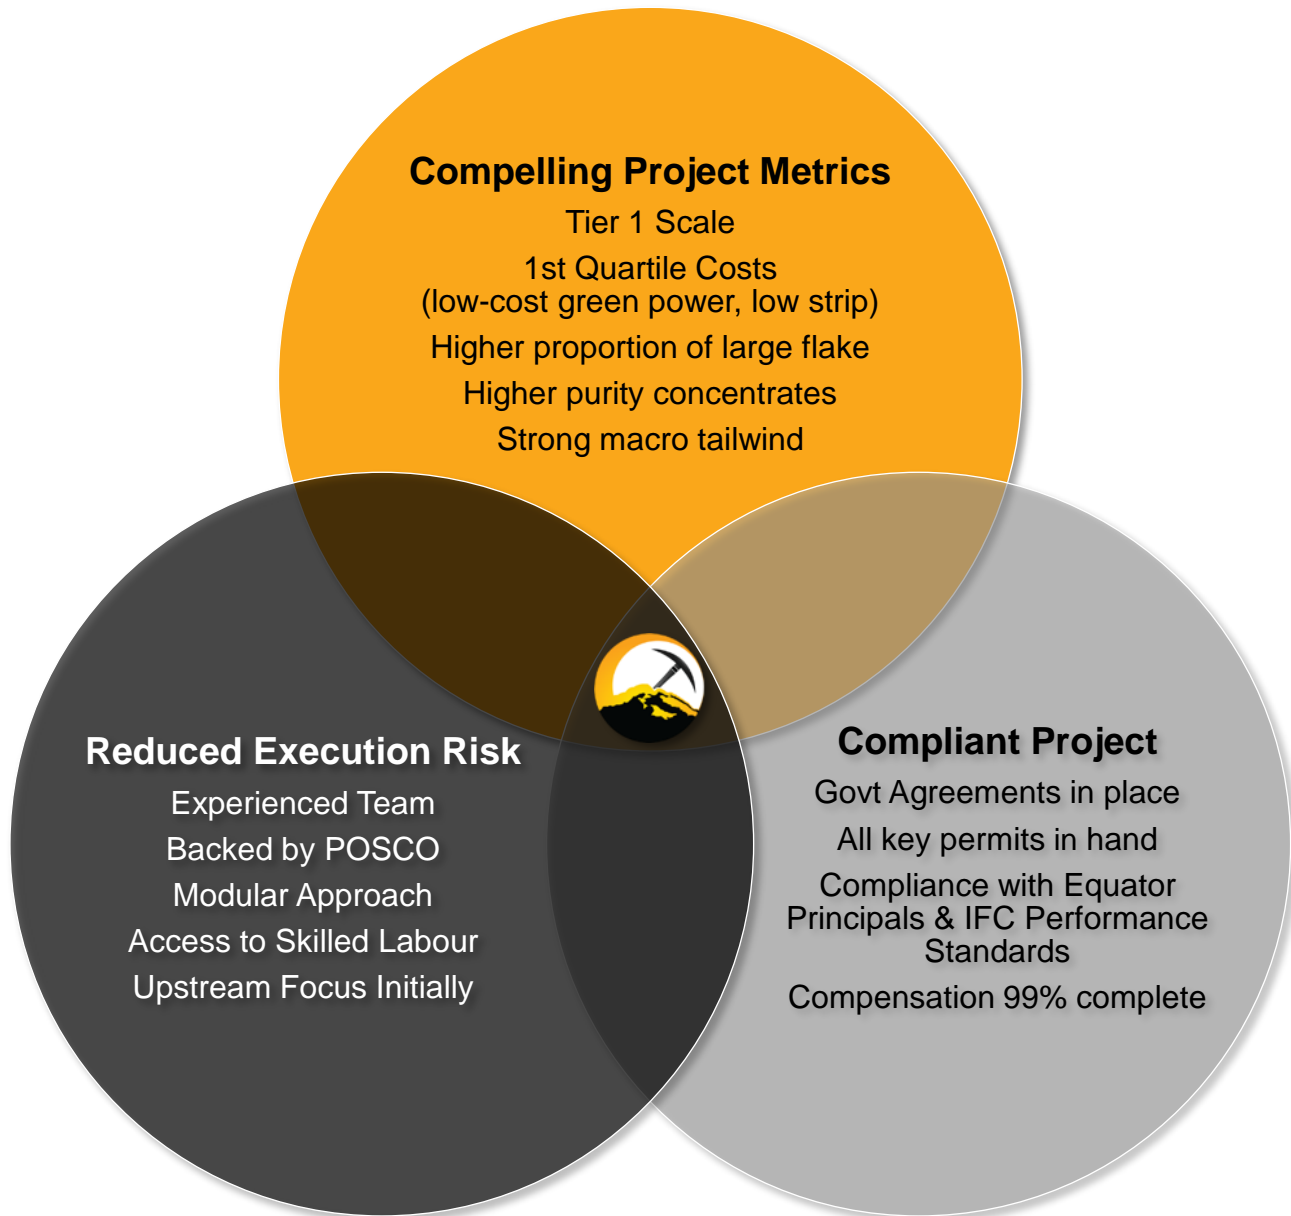 Compelling Project Metrics
Tier 1 Scale
1st Quartile Costs
(low-cost green power, low strip)
Higher proportion of large flake
Higher purity concentrates
Strong macro tailwind
Reduced Execution Risk
Experienced Team
Backed by POSCO
Modular Approach
Access to Skilled Labour
Upstream Focus Initially
Compliant Project
Govt Agreements in place
All key permits in hand
Compliance with Equator
Principals & IFC Performance
Standards
Compensation 99% complete